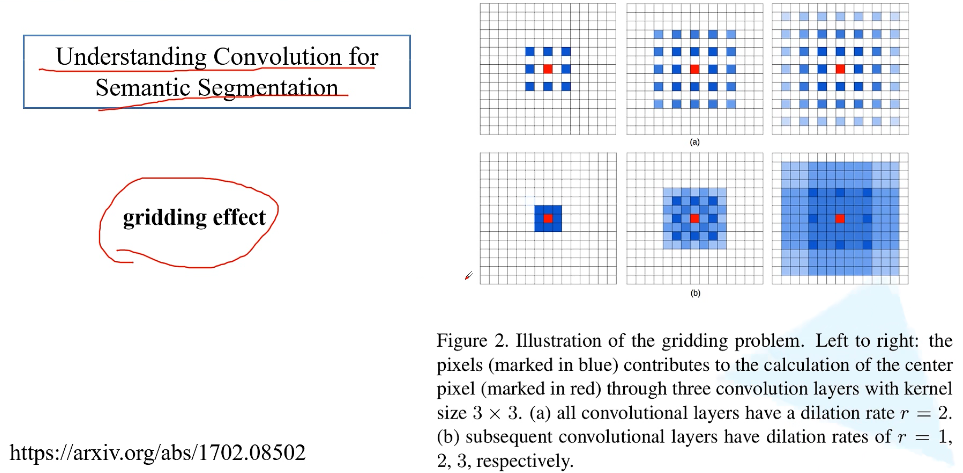 Understanding Convolution for
Semantic Segmentation
gridding effect
https://arxiv.org/abs/1702.08502
(a)
(b)
Figure 2. Illustration of the gridding problem. Left to right: the
pixels (marked in blue) contributes to the calculation of the center
pixel (marked in red) through three convolution layers with kernel
size 3 × 3. (a) all convolutional layers have a dilation rate r = 2.
(b) subsequent convolutional layers have dilation rates of r = 1,
2, 3, respectively.